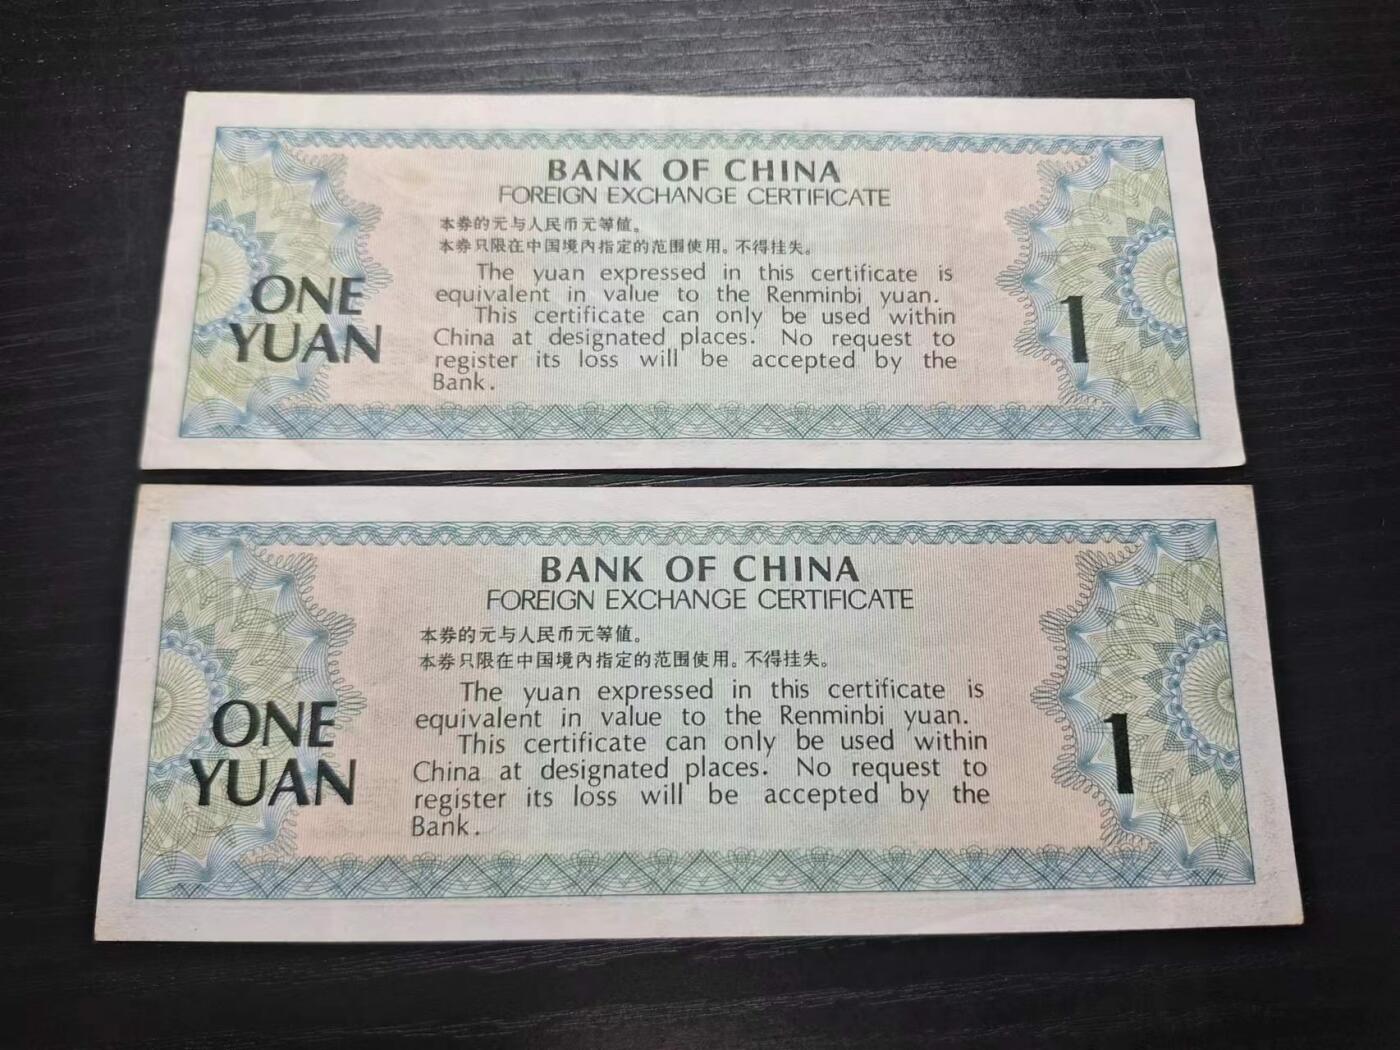 BANK OF CHINA
FOREIGN EXCHANGE CERTIFICATE
本券的元与人民币元等值。
本券只限在中国境内指定的范围使用。不得挂失。
The yuan expressed in this certificate is
equivalent in value to the Renminbi yuan.
This certificate can only be used within
China at designated places. No request to
register its loss will be accepted by the
Bank.
ONE
YUAN
1
BANK OF CHINA
FOREIGN EXCHANGE CERTIFICATE
本券的元与人民币元等值。
本券只限在中国境内指定的范围使用。不得挂失。
The yuan expressed in this certificate is
equivalent in value to the Renminbi yuan.
This certificate can only be used within
China at designated places. No request to
register its loss will be accepted by the
Bank.
ONE
YUAN
1